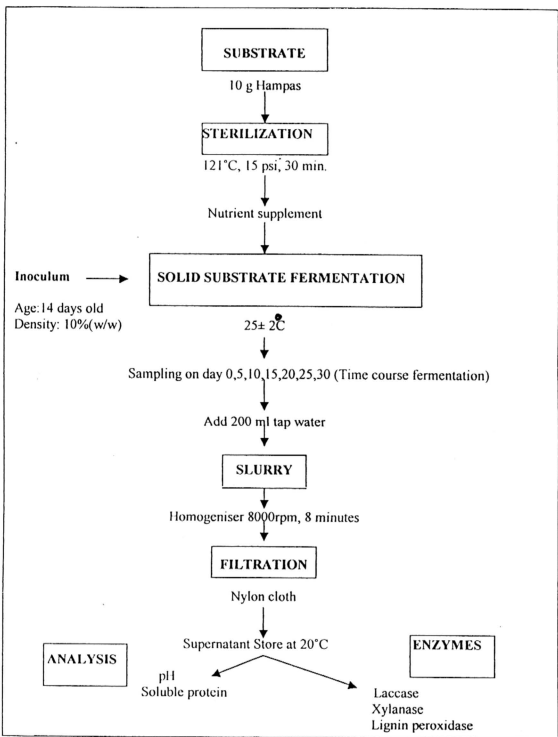 SUBSTRATE
10 g Hampas
STERILIZATION
121°C, 15 psi, 30 min.
Nutrient supplement
Inoculum
SOLID SUBSTRATE FERMENTATION
Age:14 days old
Density: 10%(w/w)
25± 2°C
Sampling on day 0,5,10,15,20,25,30 (Time course fermentation)
Add 200 ml tap water
SLURRY
Homogeniser 8000rpm, 8 minutes
FILTRATION
Nylon cloth
Supernatant Store at 20°C
ANALYSIS
ENZYMES
pH
Soluble protein
Laccase
Xylanase
Lignin peroxidase